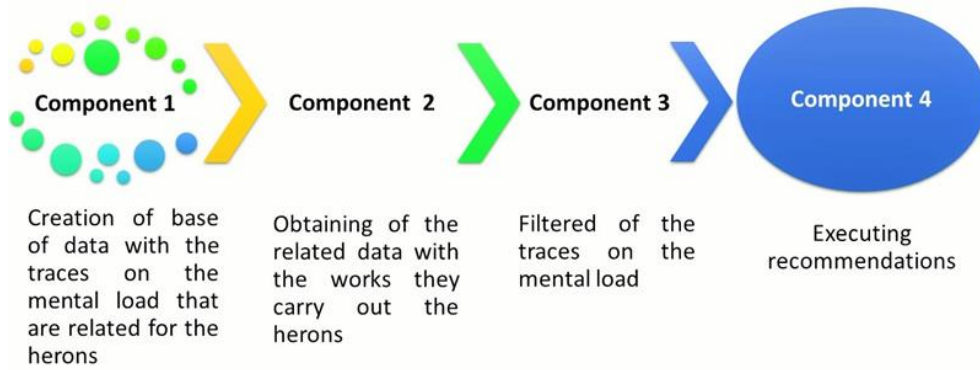 Component 1
Component 2
Component 3
Component 4
Creation of base
of data with the
traces on the
mental load that
are related for the
herons
Obtaining of the
related data with
the works they
carry out the
herons
Filtered of the
traces on the
mental load
Executing
recommendations